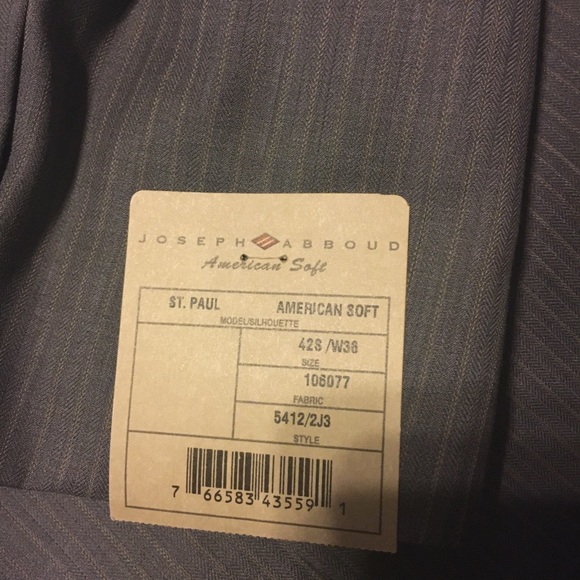 JOSEPH ABBOUD
American Soft
ST. PAUL AMERICAN SOFT
MODEL/SILHOUETTE
42S /W36
SIZE
106077
FABRIC
5412/2J3
STYLE
7 66583 43559 1